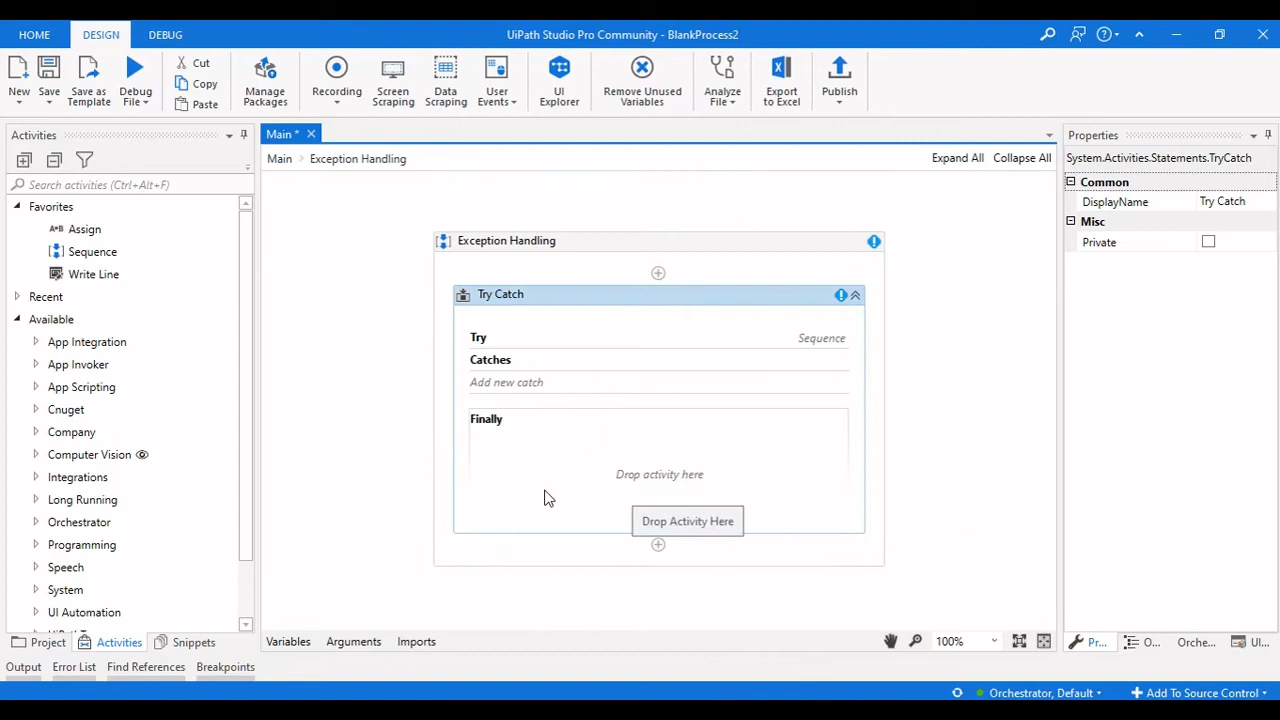 HOME DESIGN DEBUG UiPath Studio Pro Community - BlankProcess2
New Save Save as Template Debug File Cut Copy Paste Manage Packages Recording Screen Scraping Data Scraping User Events UI Explorer Remove Unused Variables Analyze File Export to Excel Publish
Activities
Search activities (Ctrl+Alt+F)
Favorites
A*B Assign
Sequence
Write Line
Recent
Available
App Integration
App Invoker
App Scripting
Cnuget
Company
Computer Vision
Integrations
Long Running
Orchestrator
Programming
Speech
System
UI Automation
Project Activities Snippets
Main *
Main > Exception Handling Expand All Collapse All
Exception Handling
Try Catch
Try Sequence
Catches
Add new catch
Finally
Drop activity here
Drop Activity Here
Variables Arguments Imports 100%
Properties
System.Activities.Statements.TryCatch
Common
DisplayName Try Catch
Misc
Private
Pr... O... Orche... UI...
Output Error List Find References Breakpoints
Orchestrator, Default Add To Source Control